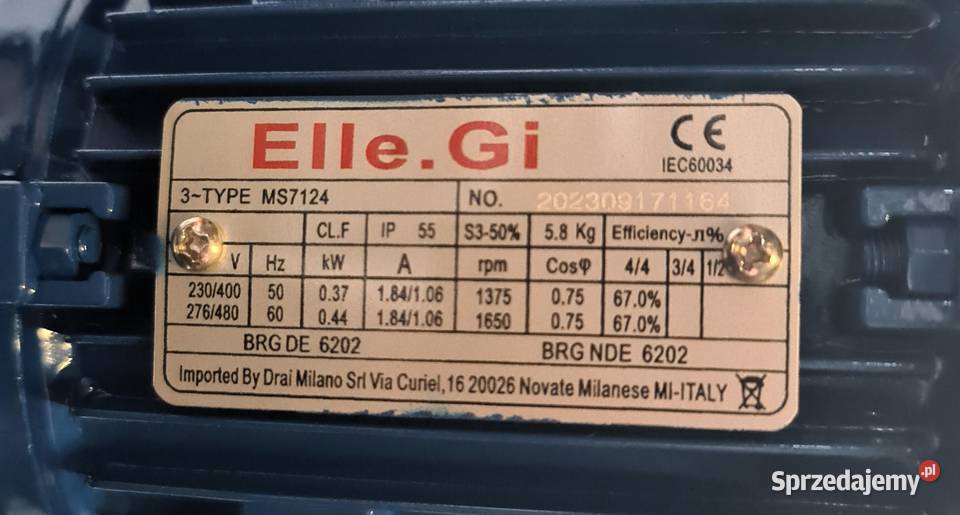 Elle.Gi
CE
IEC60034
3~TYPE MS7124 NO. 202309171164
CL.F IP 55 S3-50% 5.8 Kg Efficiency-л%
V Hz kW A rpm Cosφ 4/4 3/4 1/2
230/400 50 0.37 1.84/1.06 1375 0.75 67.0%
276/480 60 0.44 1.84/1.06 1650 0.75 67.0%
BRG DE 6202 BRG NDE 6202
Imported By Drai Milano Srl Via Curiel, 16 20026 Novate Milanese MI-ITALY
Sprzedajemy.pl